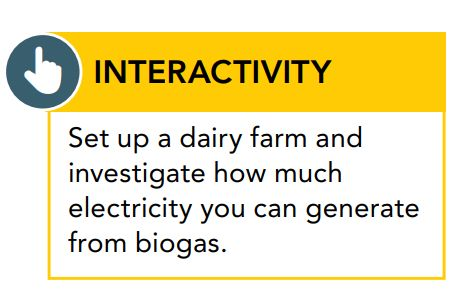 INTERACTIVITY
Set up a dairy farm and
investigate how much
electricity you can generate
from biogas.